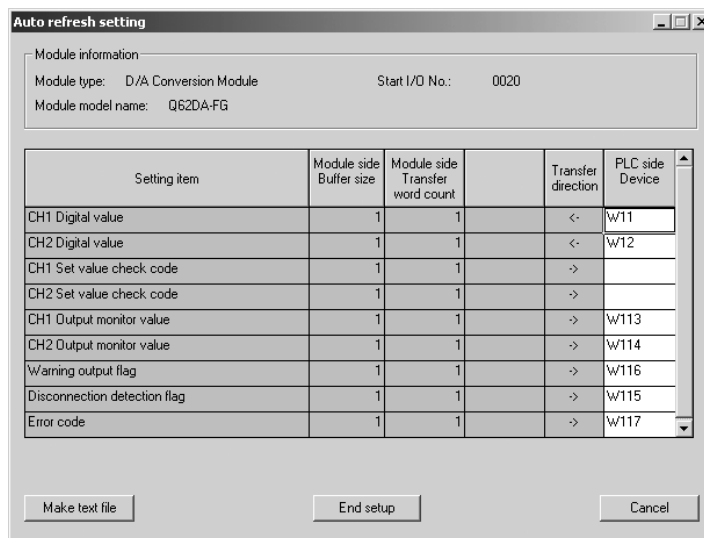 Auto refresh setting
Module information
Module type: D/A Conversion Module Start I/O No.: 0020
Module model name: Q62DA-FG
Setting item Module side Buffer size Module side Transfer word count Transfer direction PLC side Device
CH1 Digital value 1 1 <- W11
CH2 Digital value 1 1 <- W12
CH1 Set value check code 1 1 ->
CH2 Set value check code 1 1 ->
CH1 Output monitor value 1 1 -> W113
CH2 Output monitor value 1 1 -> W114
Warning output flag 1 1 -> W116
Disconnection detection flag 1 1 -> W115
Error code 1 1 -> W117
Make text file End setup Cancel